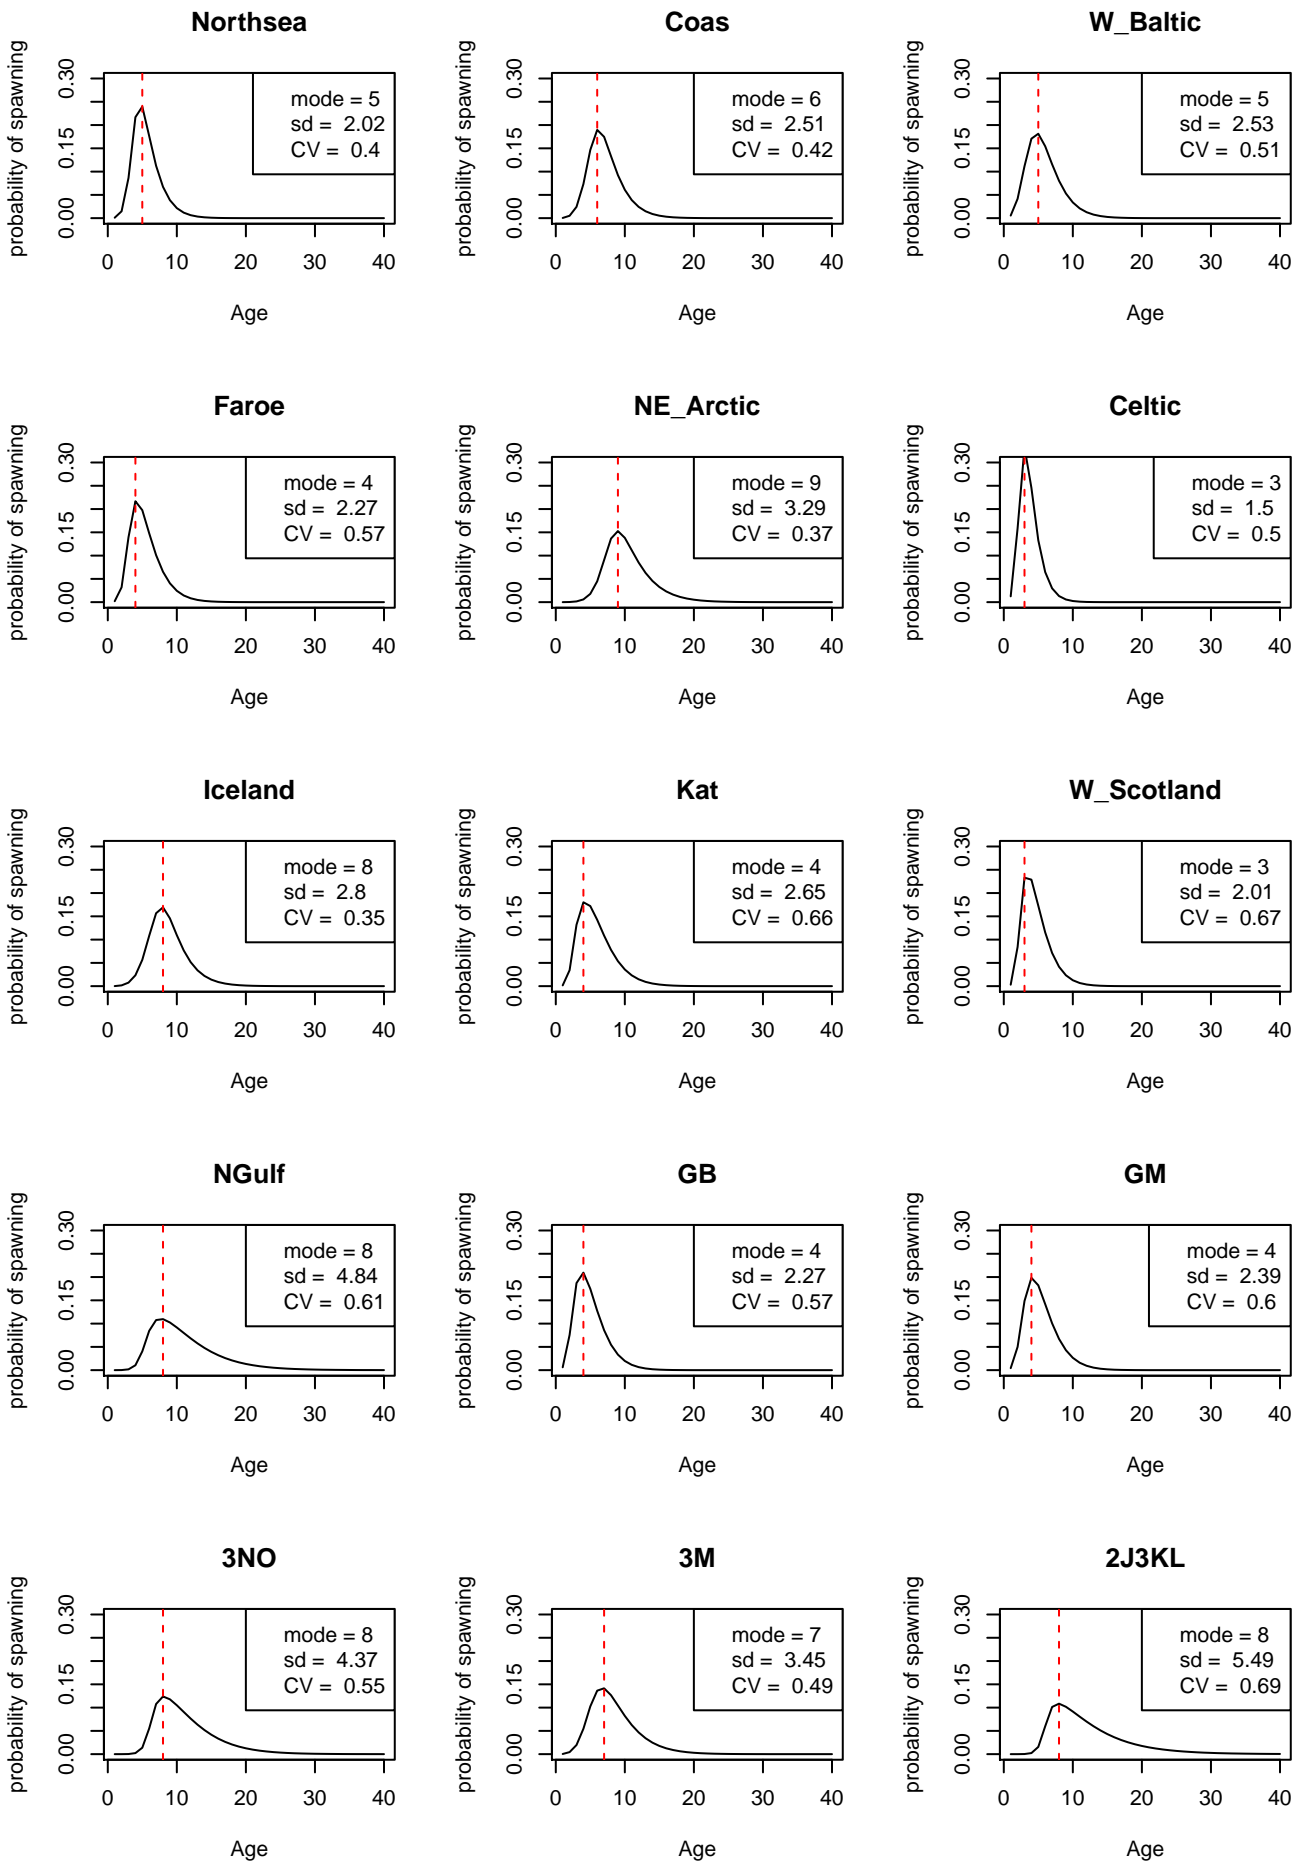 Northsea
probability of spawning
0.00 0.15 0.30
mode = 5
sd = 2.02
CV = 0.4
0 10 20 30 40
Age
Coas
probability of spawning
0.00 0.15 0.30
mode = 6
sd = 2.51
CV = 0.42
0 10 20 30 40
Age
W_Baltic
probability of spawning
0.00 0.15 0.30
mode = 5
sd = 2.53
CV = 0.51
0 10 20 30 40
Age
Faroe
probability of spawning
0.00 0.15 0.30
mode = 4
sd = 2.27
CV = 0.57
0 10 20 30 40
Age
NE_Arctic
probability of spawning
0.00 0.15 0.30
mode = 9
sd = 3.29
CV = 0.37
0 10 20 30 40
Age
Celtic
probability of spawning
0.00 0.15 0.30
mode = 3
sd = 1.5
CV = 0.5
0 10 20 30 40
Age
Iceland
probability of spawning
0.00 0.15 0.30
mode = 8
sd = 2.8
CV = 0.35
0 10 20 30 40
Age
Kat
probability of spawning
0.00 0.15 0.30
mode = 4
sd = 2.65
CV = 0.66
0 10 20 30 40
Age
W_Scotland
probability of spawning
0.00 0.15 0.30
mode = 3
sd = 2.01
CV = 0.67
0 10 20 30 40
Age
NGulf
probability of spawning
0.00 0.15 0.30
mode = 8
sd = 4.84
CV = 0.61
0 10 20 30 40
Age
GB
probability of spawning
0.00 0.15 0.30
mode = 4
sd = 2.27
CV = 0.57
0 10 20 30 40
Age
GM
probability of spawning
0.00 0.15 0.30
mode = 4
sd = 2.39
CV = 0.6
0 10 20 30 40
Age
3NO
probability of spawning
0.00 0.15 0.30
mode = 8
sd = 4.37
CV = 0.55
0 10 20 30 40
Age
3M
probability of spawning
0.00 0.15 0.30
mode = 7
sd = 3.45
CV = 0.49
0 10 20 30 40
Age
2J3KL
probability of spawning
0.00 0.15 0.30
mode = 8
sd = 5.49
CV = 0.69
0 10 20 30 40
Age